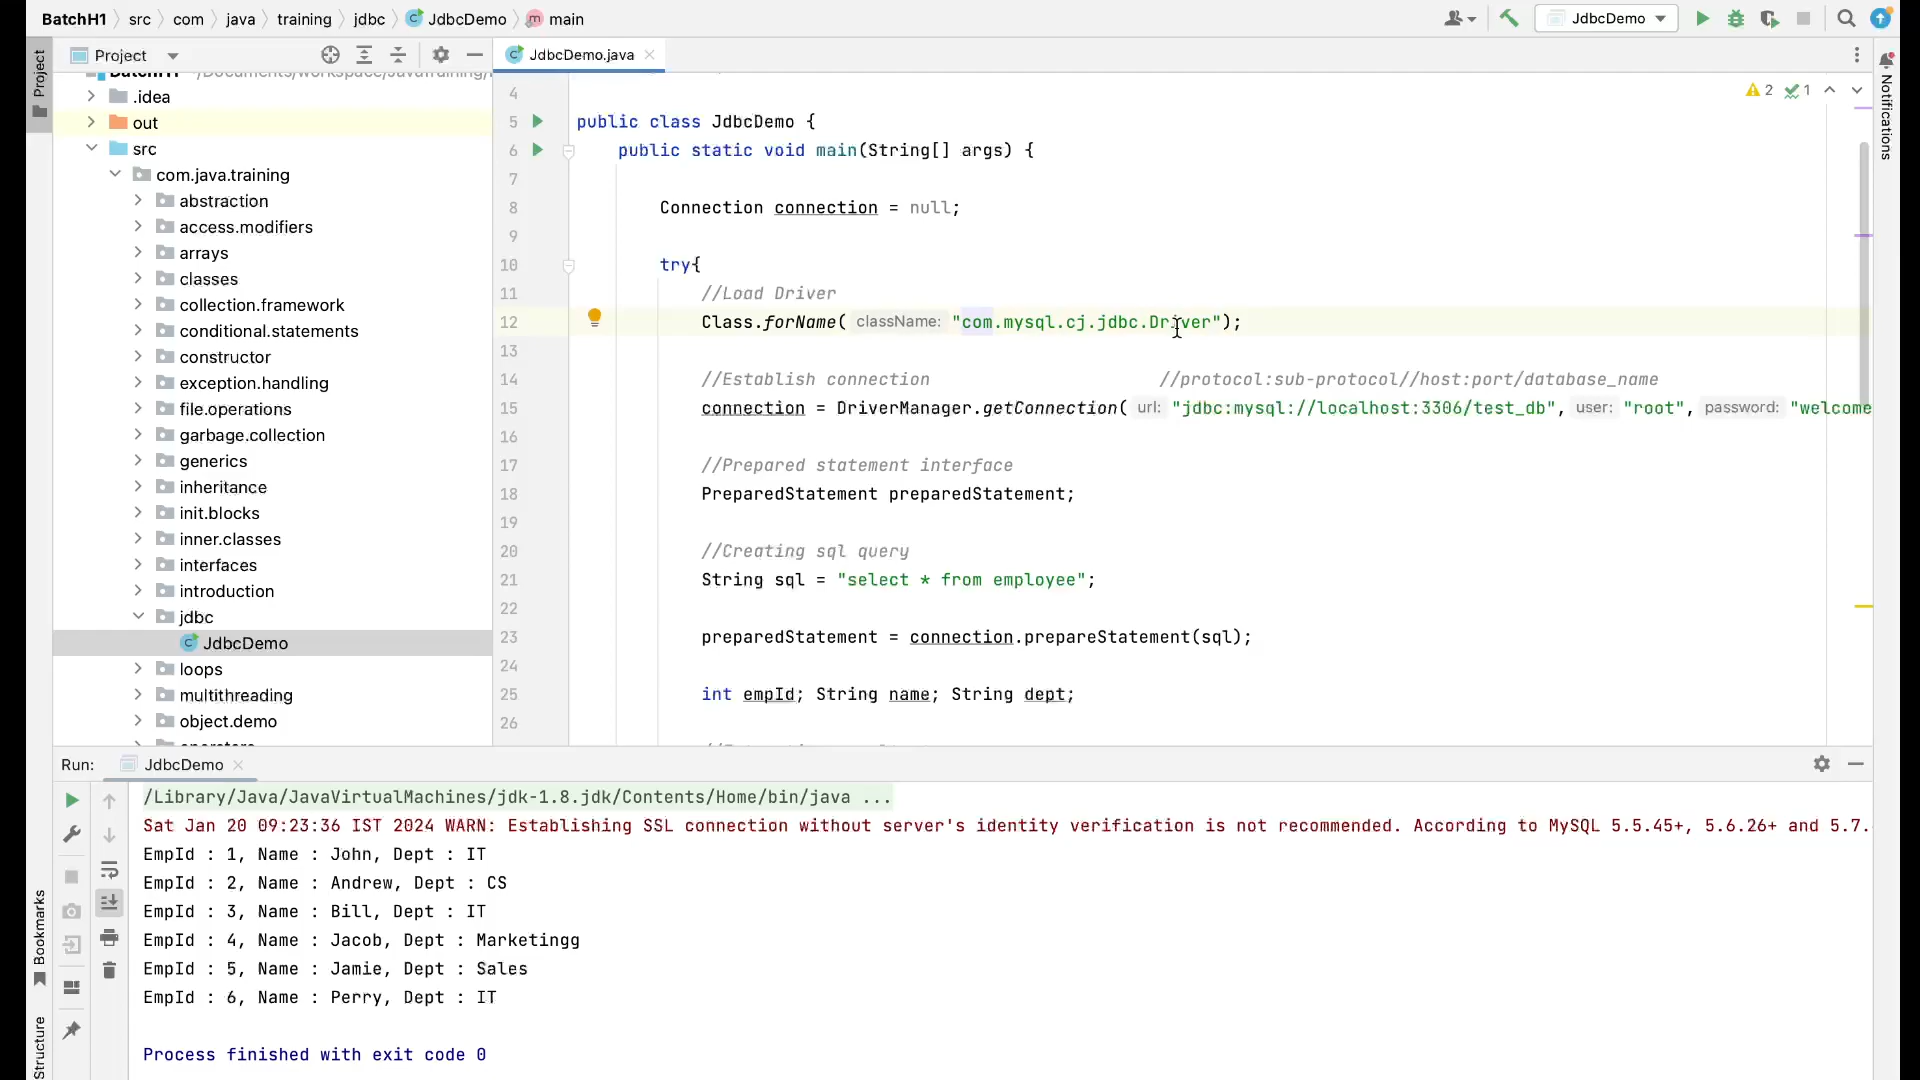 BatchH1 src com java training jdbc JdbcDemo main
JdbcDemo
Project
JdbcDemo.java
Project
Notifications
Bookmarks
Structure
BatchH1 ~/Documents/workspace/JavaTraining/
.idea
out
src
com.java.training
abstraction
access.modifiers
arrays
classes
collection.framework
conditional.statements
constructor
exception.handling
file.operations
garbage.collection
generics
inheritance
init.blocks
inner.classes
interfaces
introduction
jdbc
JdbcDemo
loops
multithreading
object.demo
operators
2 1
4
5 public class JdbcDemo {
6 public static void main(String[] args) {
7
8 Connection connection = null;
9
10 try{
11 //Load Driver
12 Class.forName( className: "com.mysql.cj.jdbc.Driver");
13
14 //Establish connection //protocol:sub-protocol//host:port/database_name
15 connection = DriverManager.getConnection( url: "jdbc:mysql://localhost:3306/test_db", user: "root", password: "welcome
16
17 //Prepared statement interface
18 PreparedStatement preparedStatement;
19
20 //Creating sql query
21 String sql = "select * from employee";
22
23 preparedStatement = connection.prepareStatement(sql);
24
25 int empId; String name; String dept;
26
Run: JdbcDemo
/Library/Java/JavaVirtualMachines/jdk-1.8.jdk/Contents/Home/bin/java ...
Sat Jan 20 09:23:36 IST 2024 WARN: Establishing SSL connection without server's identity verification is not recommended. According to MySQL 5.5.45+, 5.6.26+ and 5.7.
EmpId : 1, Name : John, Dept : IT
EmpId : 2, Name : Andrew, Dept : CS
EmpId : 3, Name : Bill, Dept : IT
EmpId : 4, Name : Jacob, Dept : Marketingg
EmpId : 5, Name : Jamie, Dept : Sales
EmpId : 6, Name : Perry, Dept : IT
Process finished with exit code 0